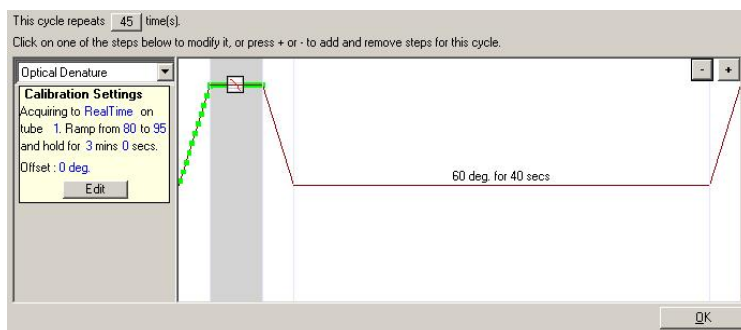 This cycle repeats 45 time(s).
Click on one of the steps below to modify it, or press + or - to add and remove steps for this cycle.
Optical Denature
- +
Calibration Settings
Acquiring to RealTime on
tube 1. Ramp from 80 to 95
and hold for 3 mins 0 secs.
Offset : 0 deg.
Edit
60 deg. for 40 secs
OK